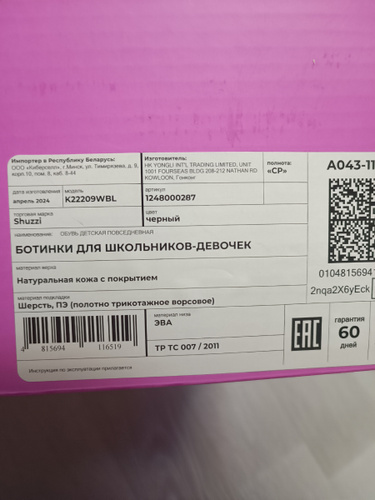 Импортер в Республику Беларусь:
ООО «Киберселл», г.Минск, ул. Тимирязева, д. 9,
корп.10, пом. 8, каб. 8-44
Изготовитель:
HK YONGLI INT'L TRADING LIMITED, UNIT
1001 FOURSEAS BLDG 208-212 NATHAN RD
KOWLOON, Гонконг
полнота:
«СР»
A043-11
дата изготовления
апрель 2024
модель
K22209WBL
артикул
1248000287
торговая марка
Shuzzi
цвет
черный
наименование: ОБУВЬ ДЕТСКАЯ ПОВСЕДНЕВНАЯ
БОТИНКИ ДЛЯ ШКОЛЬНИКОВ-ДЕВОЧЕК
0104815694
2nqa2X6yEck
материал верха
Натуральная кожа с покрытием
материал подкладки
Шерсть, ПЭ (полотно трикотажное ворсовое)
материал низа
ЭВА
ТР ТС 007 / 2011
4 815694 116519
EAC
гарантия
60
дней
Инструкция по эксплуатации прилагается